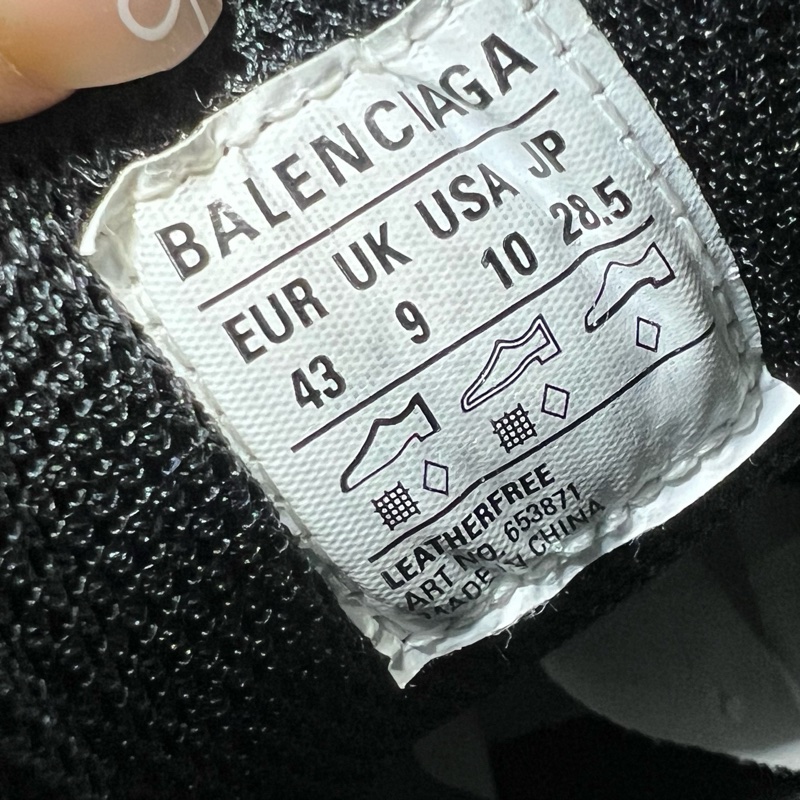 BALENCIAGA
EUR UK USA JP
43 9 10 28.5
LEATHERFREE
ART NO. 653871
MADE IN CHINA